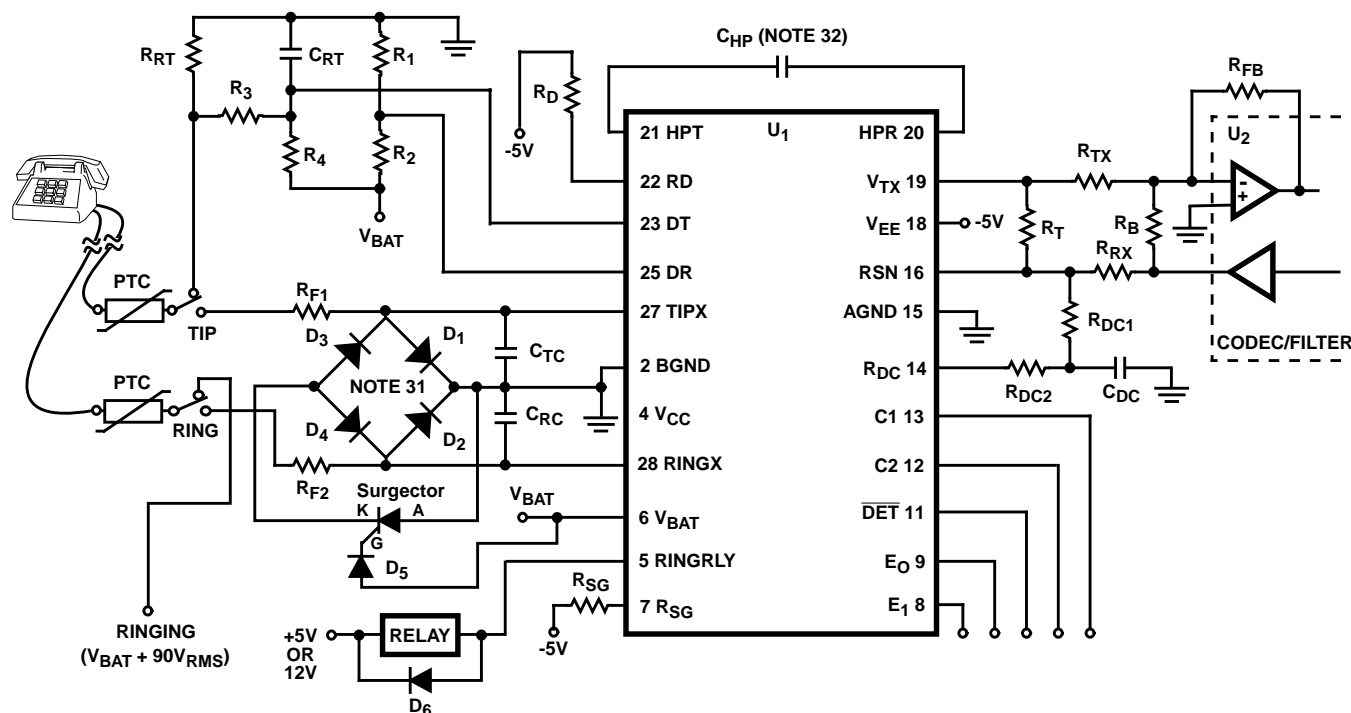 C_HP (NOTE 32)
R_RT
C_RT
R_1
R_3
R_4
R_2
V_BAT
R_D
-5V
U_1
21 HPT
HPR 20
22 RD
V_TX 19
23 DT
V_EE 18
-5V
25 DR
RSN 16
27 TIPX
AGND 15
2 BGND
R_DC 14
4 V_CC
C1 13
28 RINGX
C2 12
6 V_BAT
DET 11
5 RINGRLY
E_O 9
7 R_SG
E_1 8
R_FB
U_2
-
+
R_TX
R_T
R_B
R_RX
R_DC1
R_DC2
C_DC
CODEC/FILTER
PTC
TIP
R_F1
D_3
D_1
C_TC
NOTE 31
PTC
RING
D_4
D_2
C_RC
R_F2
Surgector
K
A
G
D_5
V_BAT
R_SG
-5V
RINGING
(V_BAT + 90V_RMS)
+5V
OR
12V
RELAY
D_6